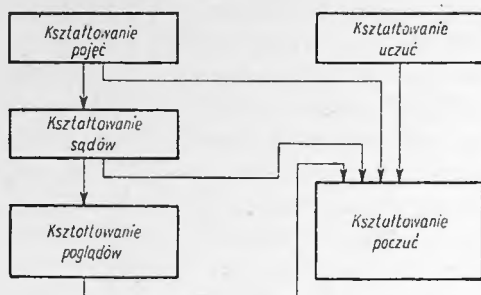 Kształtowanie
pojęć
Kształtowanie
uczuć
Kształtowanie
sądów
Kształtowanie
poglądów
Kształtowanie
poczuć